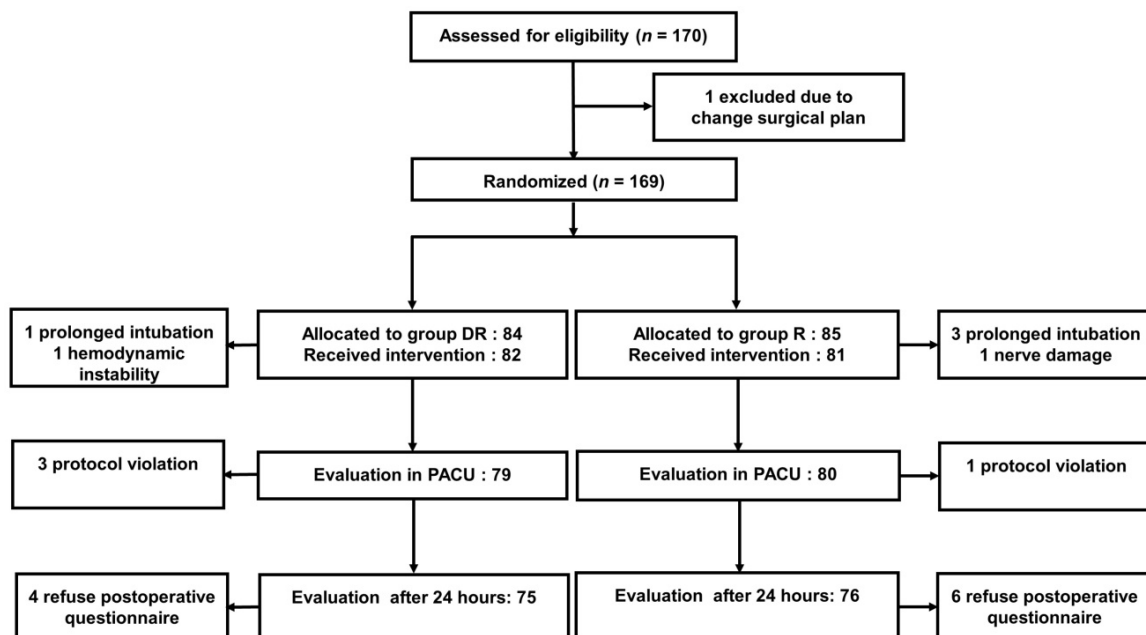 Assessed for eligibility (n = 170)
1 excluded due to
change surgical plan
Randomized (n = 169)
1 prolonged intubation
1 hemodynamic
instability
Allocated to group DR : 84
Received intervention : 82
Allocated to group R : 85
Received intervention : 81
3 prolonged intubation
1 nerve damage
3 protocol violation
Evaluation in PACU : 79
Evaluation in PACU : 80
1 protocol violation
4 refuse postoperative
questionnaire
Evaluation after 24 hours: 75
Evaluation after 24 hours: 76
6 refuse postoperative
questionnaire